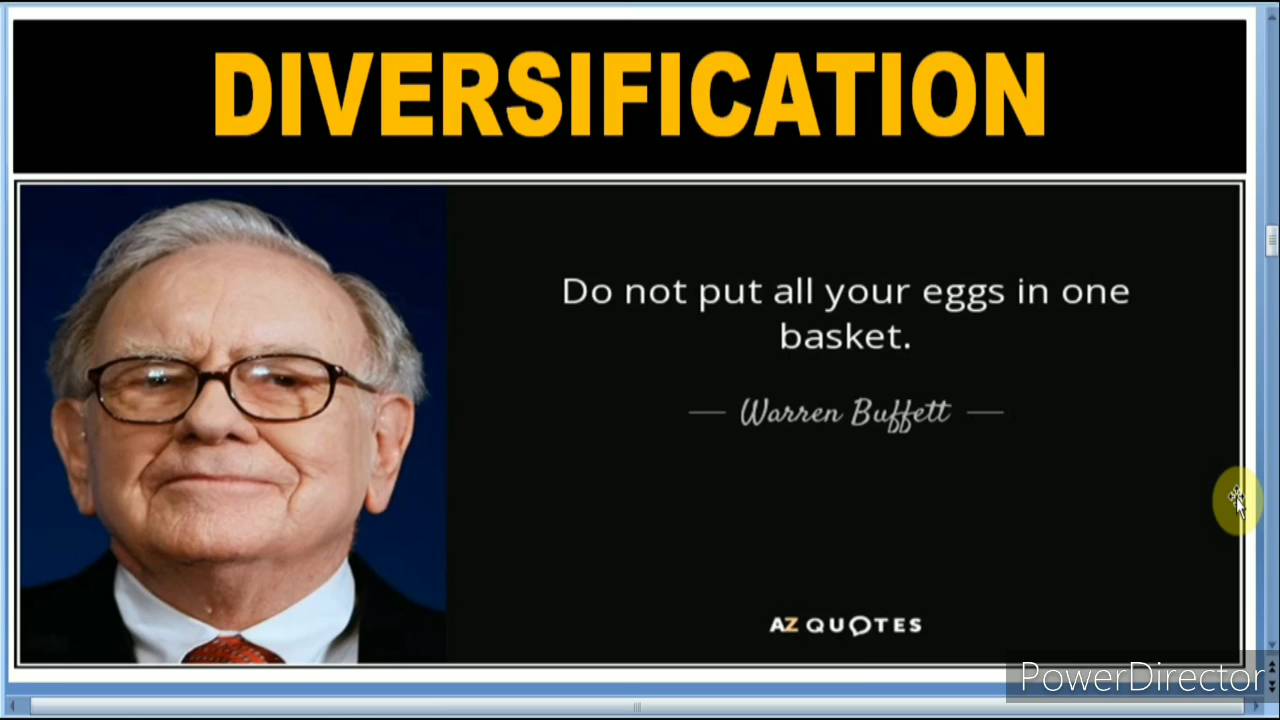 DIVERSIFICATION
Do not put all your eggs in one
basket.
Warren Buffett
AZ QUOTES
PowerDirector